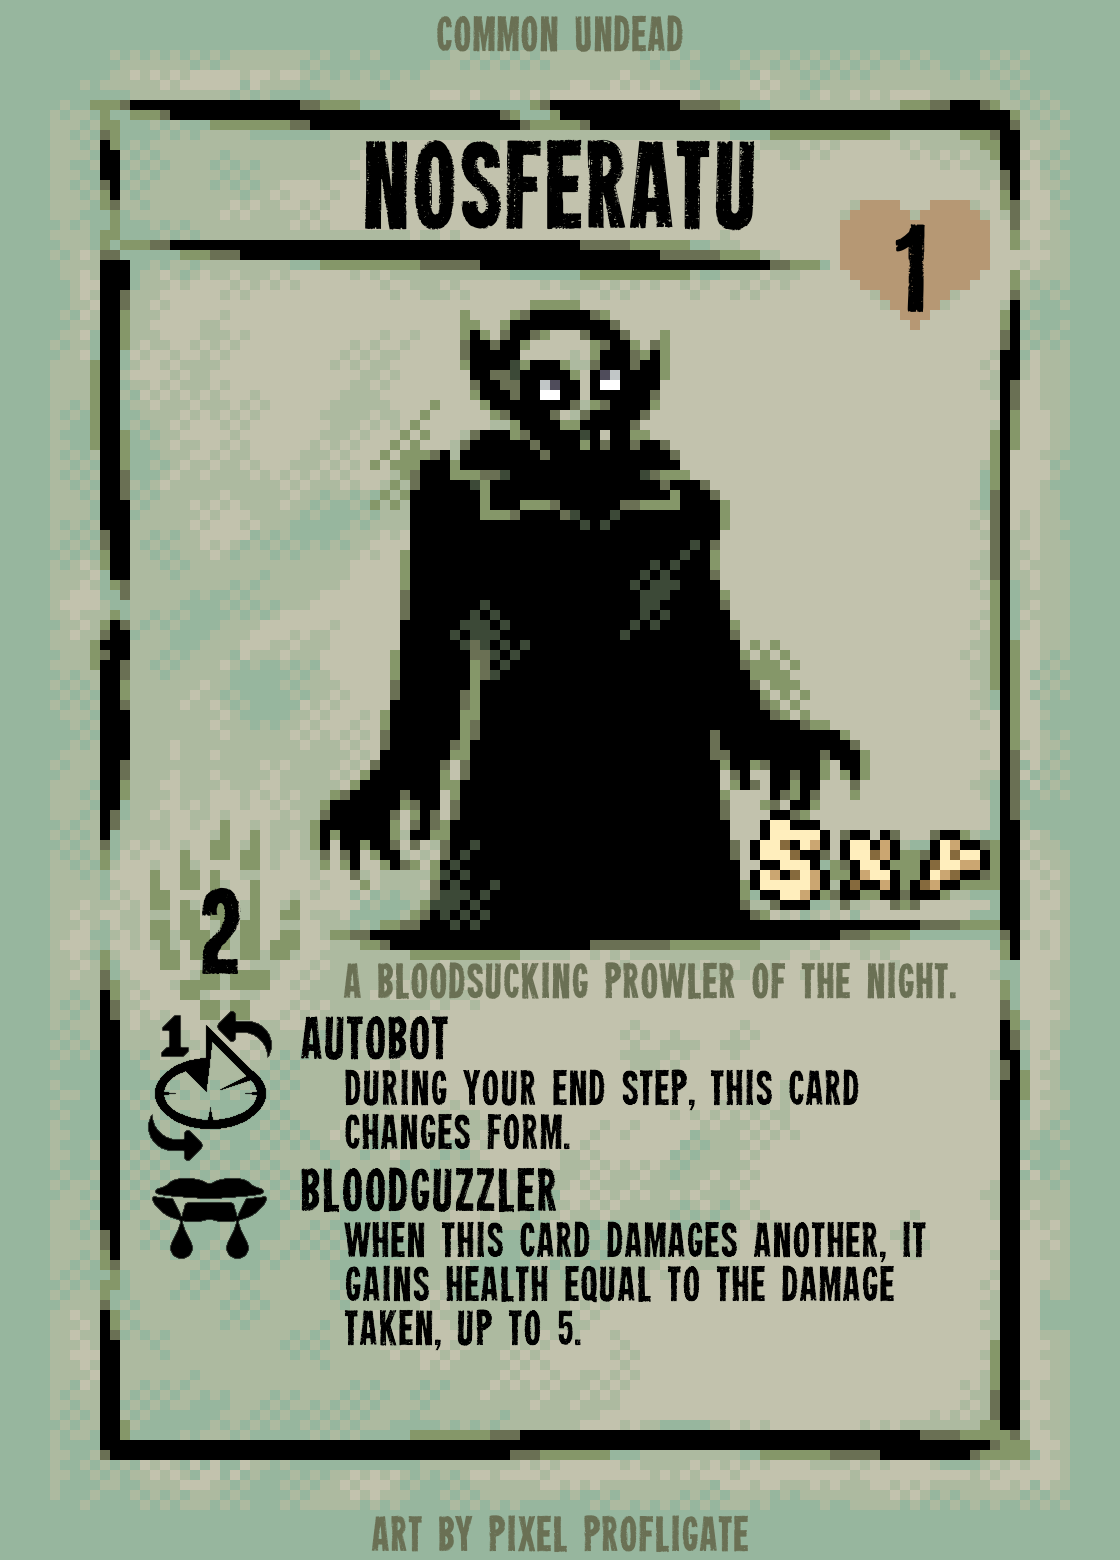 COMMON UNDEAD
NOSFERATU
1
5 X
2
A BLOODSUCKING PROWLER OF THE NIGHT.
1
AUTOBOT
DURING YOUR END STEP, THIS CARD
CHANGES FORM.
BLOODGUZZLER
WHEN THIS CARD DAMAGES ANOTHER, IT
GAINS HEALTH EQUAL TO THE DAMAGE
TAKEN, UP TO 5.
ART BY PIXEL PROFLIGATE